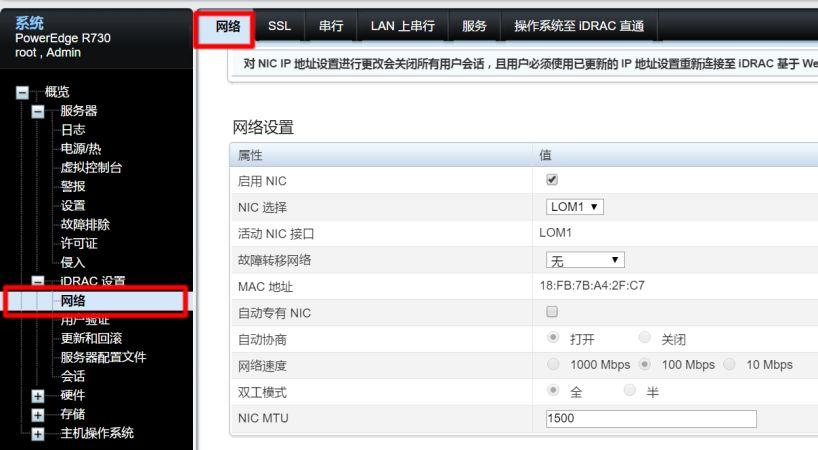 系统
PowerEdge R730
root , Admin
概览
服务器
日志
电源/热
虚拟控制台
警报
设置
故障排除
许可证
侵入
iDRAC 设置
网络
用户验证
更新和回滚
服务器配置文件
会话
硬件
存储
主机操作系统
网络 SSL 串行 LAN 上串行 服务 操作系统至 iDRAC 直通
对 NIC IP 地址设置进行更改会关闭所有用户会话，且用户必须使用已更新的 IP 地址设置重新连接至 iDRAC 基于 We
网络设置
属性 值
启用 NIC
NIC 选择 LOM1
活动 NIC 接口 LOM1
故障转移网络 无
MAC 地址 18:FB:7B:A4:2F:C7
自动专有 NIC
自动协商 打开 关闭
网络速度 1000 Mbps 100 Mbps 10 Mbps
双工模式 全 半
NIC MTU 1500